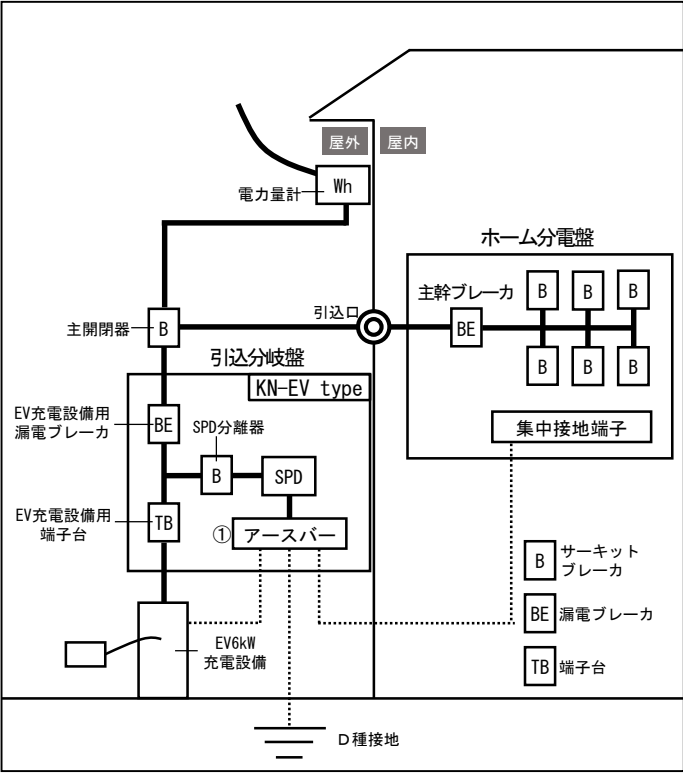 屋外
屋内
Wh
電力量計
ホーム分電盤
主幹ブレーカ
B
B
B
引込口
主開閉器
B
BE
B
B
B
引込分岐盤
KN-EV type
EV充電設備用
漏電ブレーカ
BE
SPD分離器
B
SPD
集中接地端子
EV充電設備用
端子台
TB
①
アースバー
B
サーキット
ブレーカ
BE
漏電ブレーカ
TB
端子台
EV6kW
充電設備
D種接地